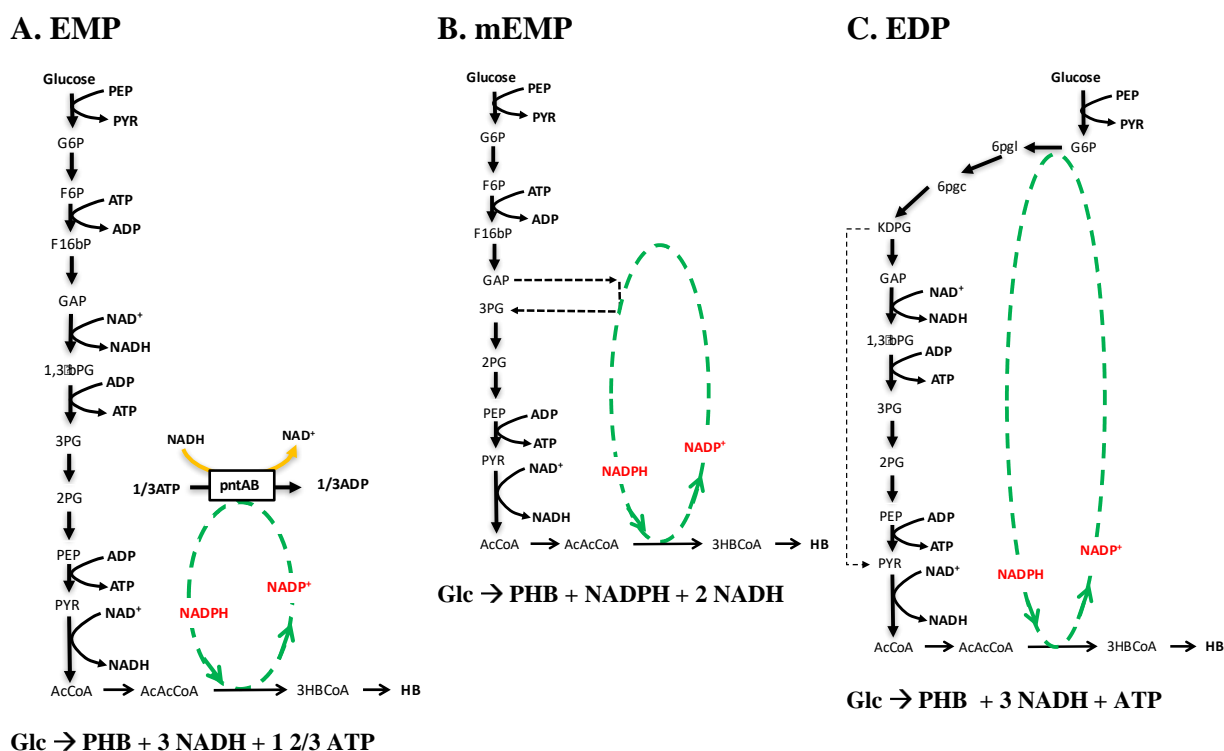 A. EMP
Glucose
PEP
PYR
G6P
F6P
ATP
ADP
F16bP
GAP
NAD⁺
NADH
ADP
ATP
3PG
2PG
PEP
ADP
ATP
PYR
NAD⁺
NADH
AcCoA
AcAcCoA
3HBCoA
HB
NADH
NAD⁺
1/3ATP
pntAB
1/3ADP
NADPH
NADP⁺
Glc → PHB + 3 NADH + 1 2/3 ATP
B. mEMP
Glucose
PEP
PYR
G6P
F6P
ATP
ADP
F16bP
GAP
3PG
2PG
PEP
ADP
ATP
PYR
NAD⁺
NADH
AcCoA
AcAcCoA
3HBCoA
HB
NADPH
NADP⁺
Glc → PHB + NADPH + 2 NADH
C. EDP
Glucose
PEP
PYR
G6P
6pgl
6pgc
KDPG
GAP
NAD⁺
NADH
ADP
ATP
3PG
2PG
PEP
ADP
ATP
PYR
NAD⁺
NADH
AcCoA
AcAcCoA
3HBCoA
HB
NADPH
NADP⁺
Glc → PHB + 3 NADH + ATP